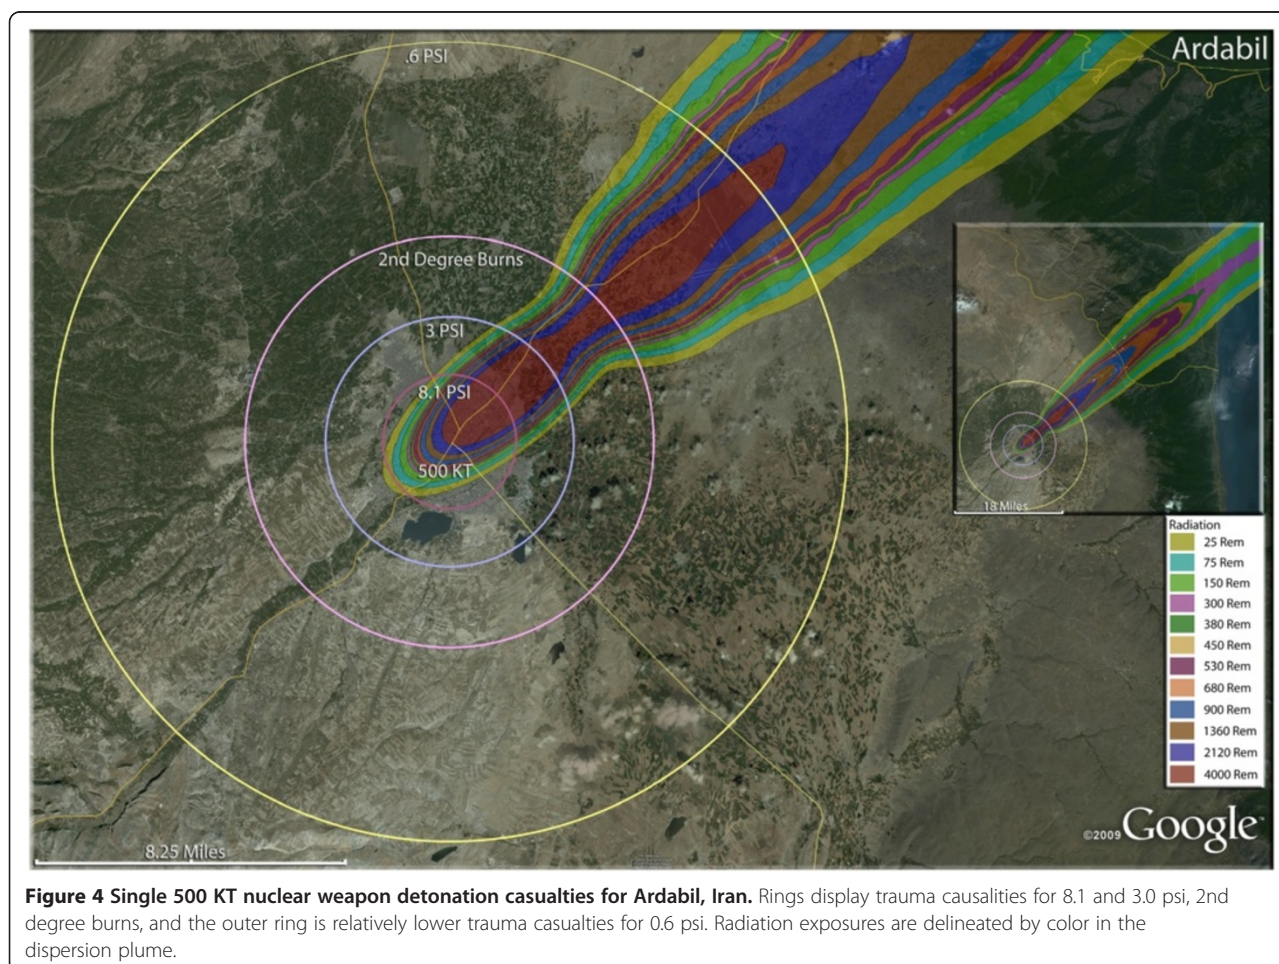 .6 PSI
Ardabil
2nd Degree Burns
3 PSI
8.1 PSI
500 KT
18 Miles
Radiation
25 Rem
75 Rem
150 Rem
300 Rem
380 Rem
450 Rem
530 Rem
680 Rem
900 Rem
1360 Rem
2120 Rem
4000 Rem
©2009 Google
8.25 Miles
Figure 4 Single 500 KT nuclear weapon detonation casualties for Ardabil, Iran. Rings display trauma causalities for 8.1 and 3.0 psi, 2nd
degree burns, and the outer ring is relatively lower trauma casualties for 0.6 psi. Radiation exposures are delineated by color in the
dispersion plume.